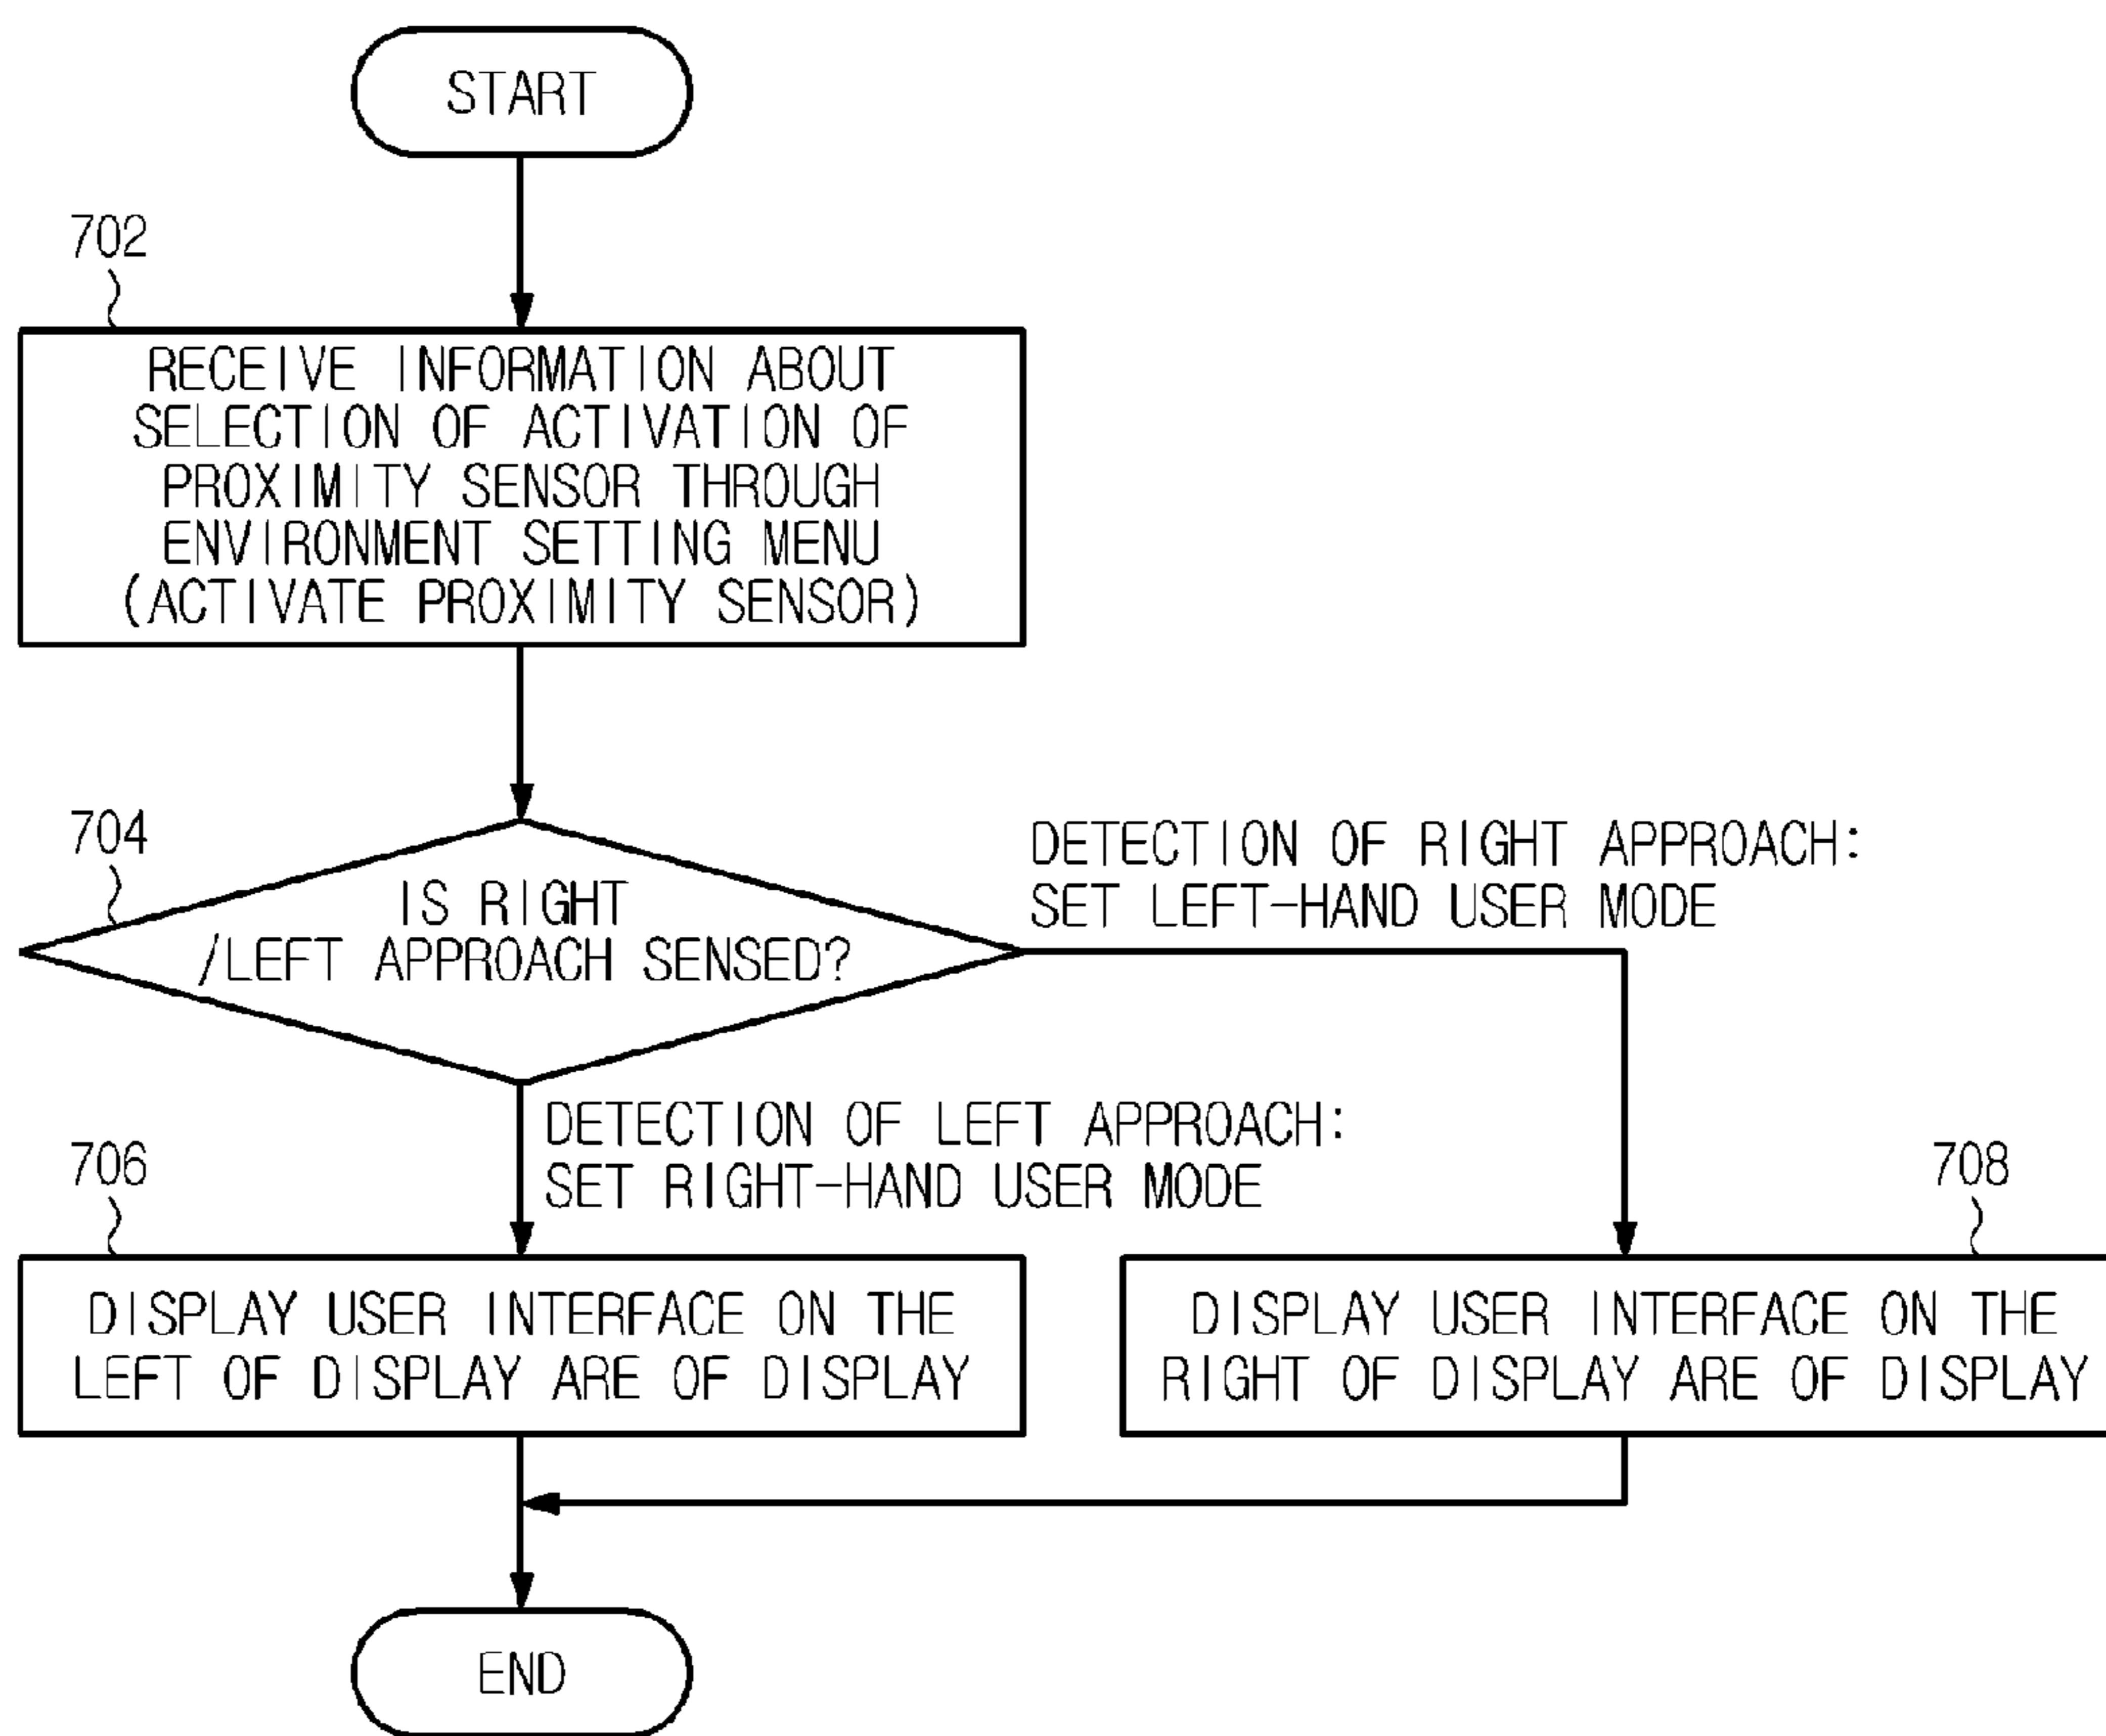 START
702
RECEIVE INFORMATION ABOUT
SELECTION OF ACTIVATION OF
PROXIMITY SENSOR THROUGH
ENVIRONMENT SETTING MENU
(ACTIVATE PROXIMITY SENSOR)
704
IS RIGHT
/LEFT APPROACH SENSED?
DETECTION OF RIGHT APPROACH:
SET LEFT-HAND USER MODE
DETECTION OF LEFT APPROACH:
SET RIGHT-HAND USER MODE
706
DISPLAY USER INTERFACE ON THE
LEFT OF DISPLAY ARE OF DISPLAY
708
DISPLAY USER INTERFACE ON THE
RIGHT OF DISPLAY ARE OF DISPLAY
END